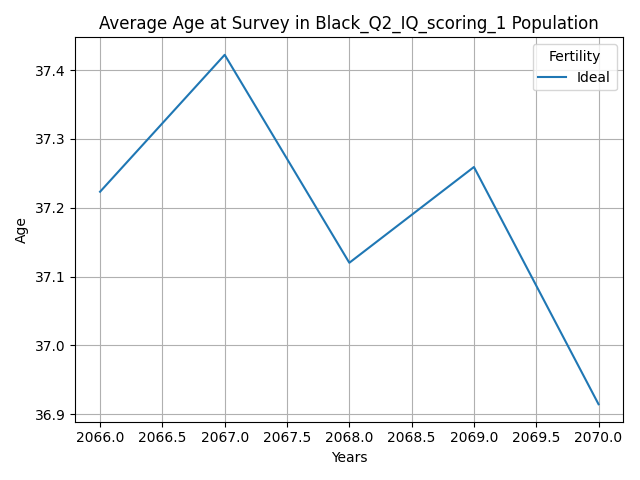 Average Age at Survey in Black_Q2_IQ_scoring_1 Population
Fertility
Ideal
37.4
37.3
37.2
37.1
37.0
36.9
Age
2066.0 2066.5 2067.0 2067.5 2068.0 2068.5 2069.0 2069.5 2070.0
Years